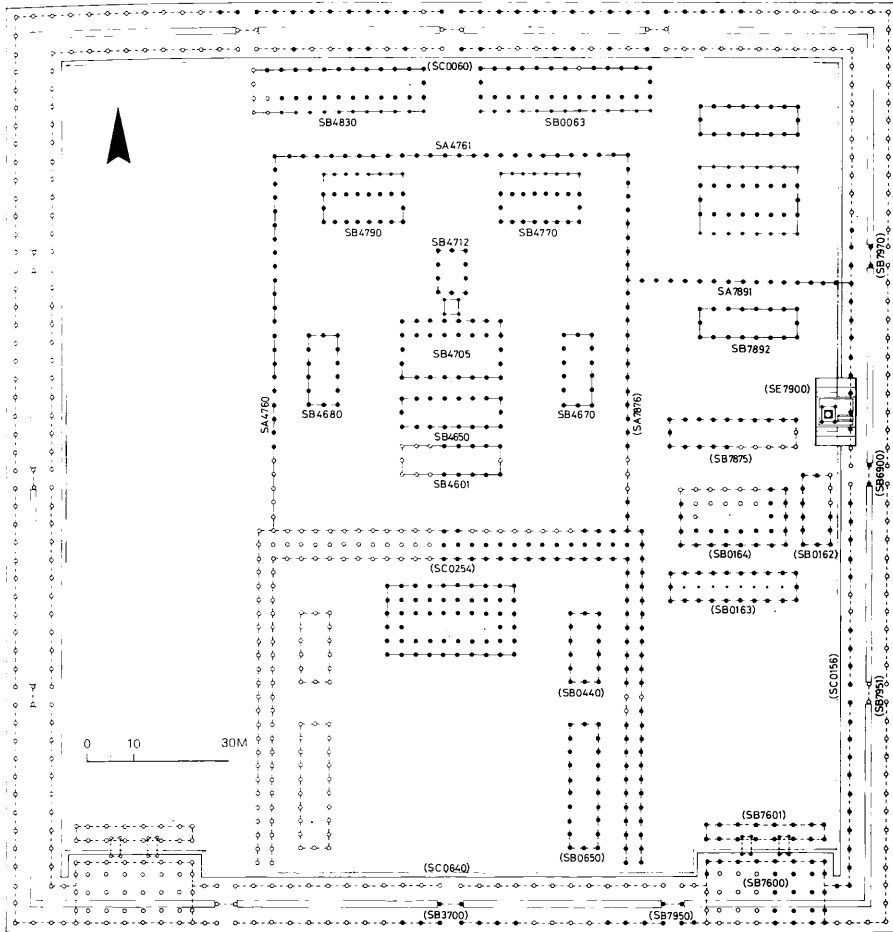 (SC0060)
SB4830
SB0063
SA4761
SB4790
SB4770
SB4712
(SB7970)
SA7891
SB4705
SB7892
(SE7900)
SB4680
SB4670
SA4760
(SA7876)
SB4650
(SB7875)
SB4601
(SB6900)
(SB0164)
(SB0162)
(SC0254)
(SB0163)
(SC0156)
(SB0440)
(SB7951)
0 10 30M
(SB7601)
(SC0640)
(SB0650)
(SB7600)
(SB3700)
(SB7950)